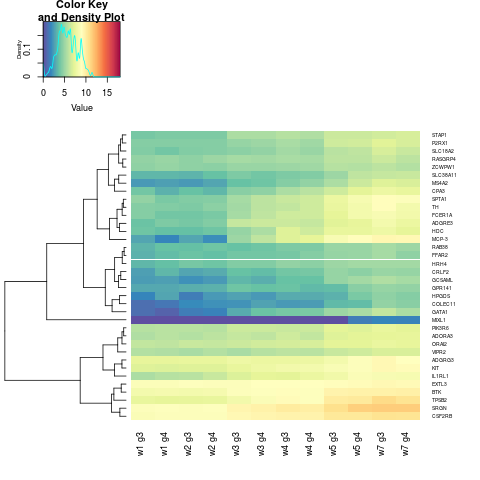 Color Key
and Density Plot
Density
0 0.1
0 5 10 15
Value
STAP1
P2RX1
SLC18A2
RASGRP4
ZCWPW1
SLC38A11
MS4A2
CPA3
SPTA1
TH
FCER1A
ADGRE3
HDC
MCP-3
RAB38
FFAR2
HRH4
CRLF2
GCSAML
GPR141
HPGDS
COLEC11
GATA1
MIXL1
PIK3R6
ADORA3
ORAI2
VIPR2
ADGRG3
KIT
IL1RL1
EXTL3
BTK
TPSB2
SRGN
CSF2RB
w1 g3
w1 g4
w2 g3
w2 g4
w3 g3
w3 g4
w4 g3
w4 g4
w5 g3
w5 g4
w7 g3
w7 g4